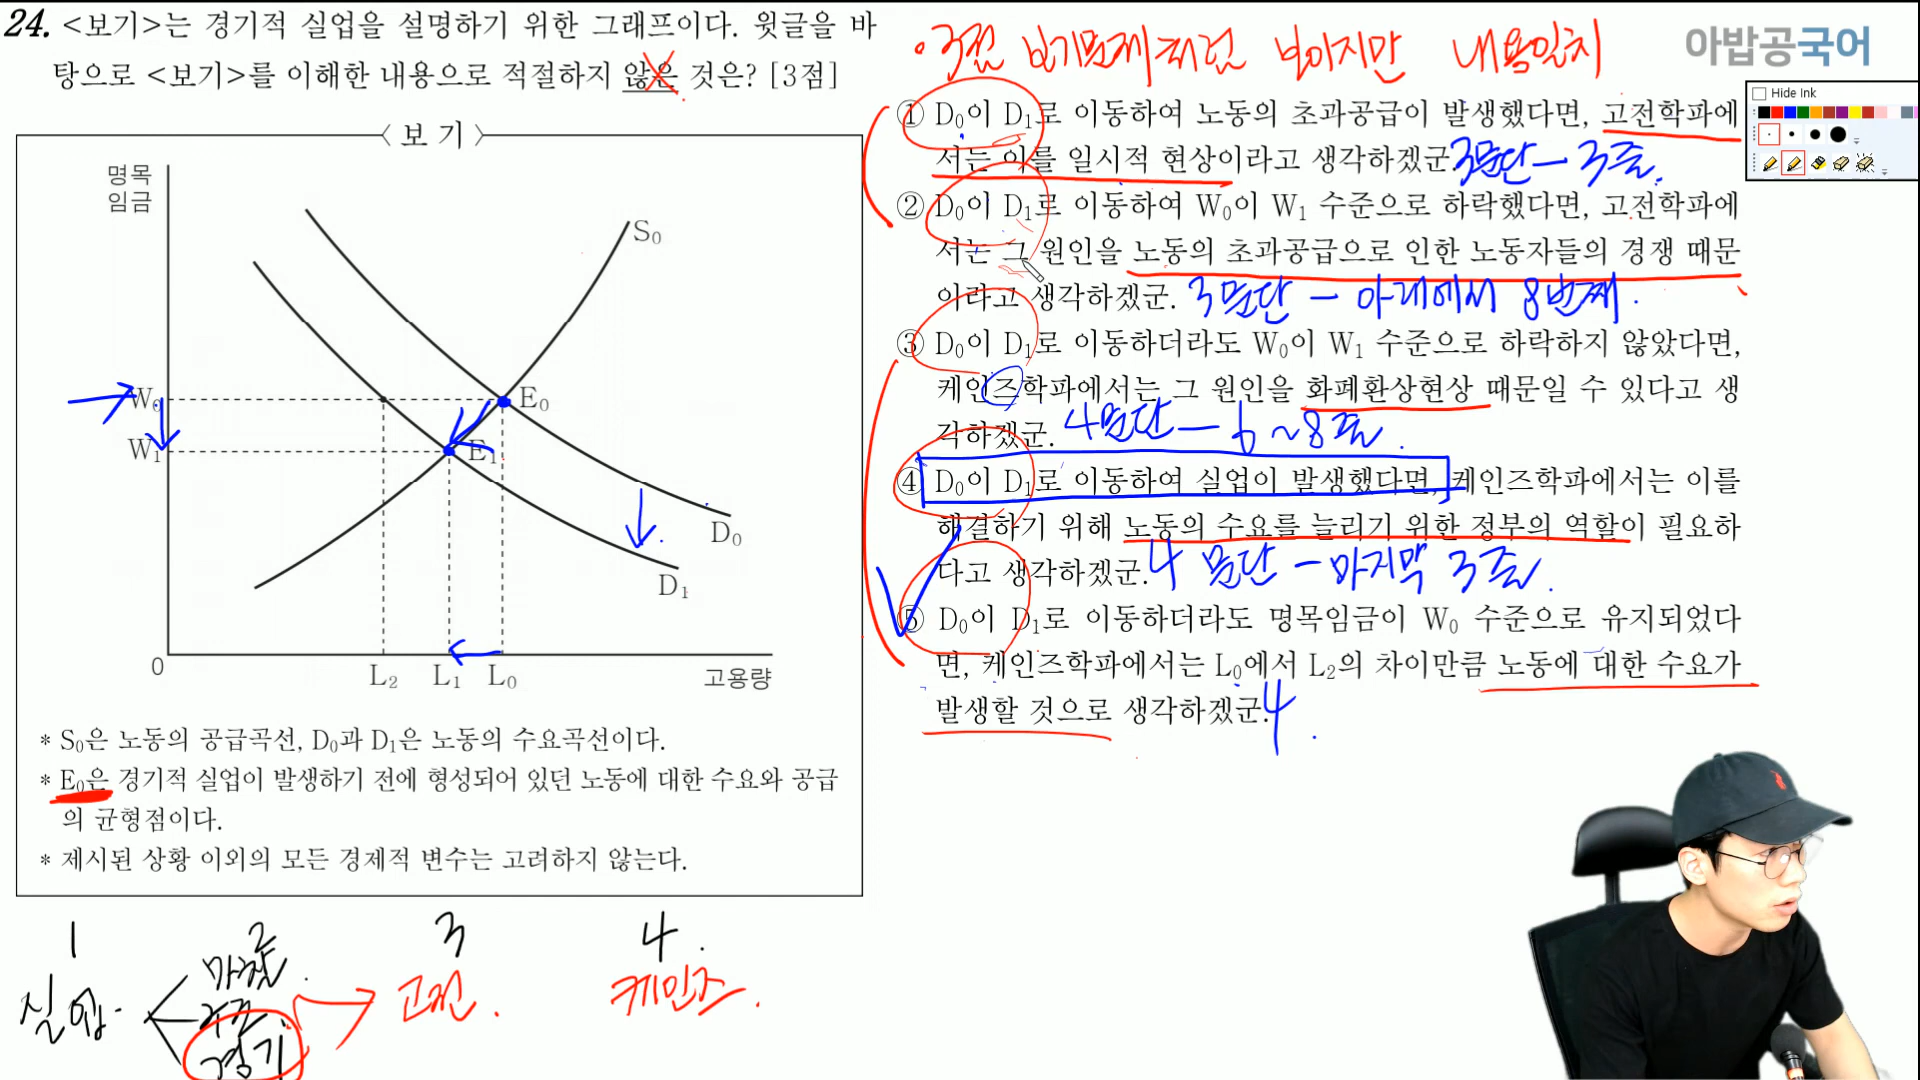 24. <보기>는 경기적 실업을 설명하기 위한 그래프이다. 윗글을 바
탕으로 <보기>를 이해한 내용으로 적절하지 않은 것은? [3점]
<보 기>
명목
임금
S₀
W₀
E₀
W₁
E₁
D₀
D₁
0
L₂
L₁
L₀
고용량
* S₀은 노동의 공급곡선, D₀과 D₁은 노동의 수요곡선이다.
* E₀은 경기적 실업이 발생하기 전에 형성되어 있던 노동에 대한 수요와 공급
의 균형점이다.
* 제시된 상황 이외의 모든 경제적 변수는 고려하지 않는다.
1
2
3
4
실업
마찰
구조
경기
고전
케인즈
3점 보기문제처럼 보이지만 내용일치
아밥공국어
Hide Ink
① D₀이 D₁로 이동하여 노동의 초과공급이 발생했다면, 고전학파에
서는 이를 일시적 현상이라고 생각하겠군
3문단 - 3줄.
② D₀이 D₁로 이동하여 W₀이 W₁ 수준으로 하락했다면, 고전학파에
서는 그 원인을 노동의 초과공급으로 인한 노동자들의 경쟁 때문
이라고 생각하겠군.
3문단 - 아래에서 8번째.
③ D₀이 D₁로 이동하더라도 W₀이 W₁ 수준으로 하락하지 않았다면,
케인즈학파에서는 그 원인을 화폐환상현상 때문일 수 있다고 생
각하겠군.
4문단 - 6~8줄.
④ D₀이 D₁로 이동하여 실업이 발생했다면, 케인즈학파에서는 이를
해결하기 위해 노동의 수요를 늘리기 위한 정부의 역할이 필요하
다고 생각하겠군.
4문단 - 마지막 3줄.
⑤ D₀이 D₁로 이동하더라도 명목임금이 W₀ 수준으로 유지되었다
면, 케인즈학파에서는 L₀에서 L₂의 차이만큼 노동에 대한 수요가
발생할 것으로 생각하겠군.
4